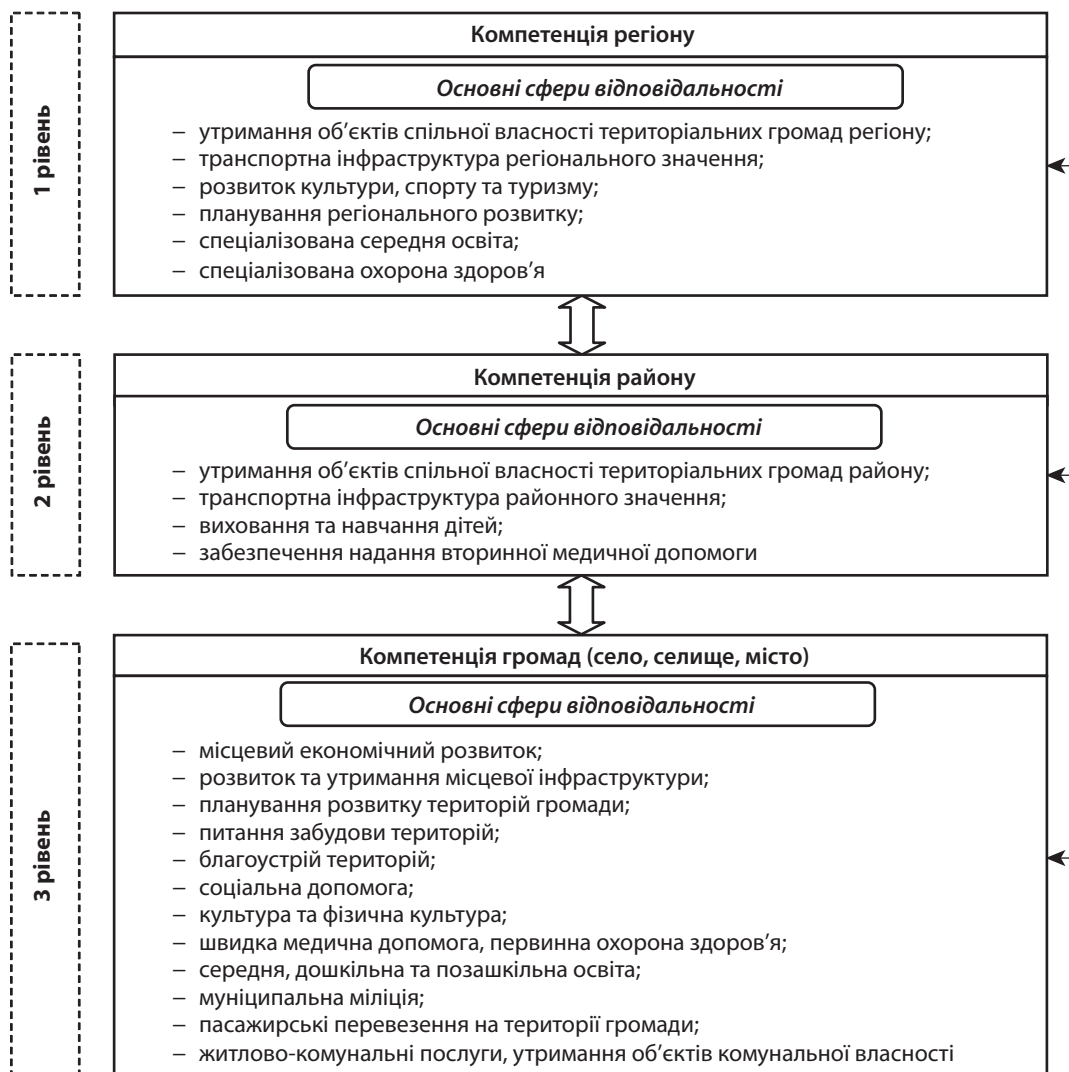 1 рівень
Компетенція регіону
Основні сфери відповідальності
– утримання об’єктів спільної власності територіальних громад регіону;
– транспортна інфраструктура регіонального значення;
– розвиток культури, спорту та туризму;
– планування регіонального розвитку;
– спеціалізована середня освіта;
– спеціалізована охорона здоров’я
2 рівень
Компетенція району
Основні сфери відповідальності
– утримання об’єктів спільної власності територіальних громад району;
– транспортна інфраструктура районного значення;
– виховання та навчання дітей;
– забезпечення надання вторинної медичної допомоги
3 рівень
Компетенція громад (село, селище, місто)
Основні сфери відповідальності
– місцевий економічний розвиток;
– розвиток та утримання місцевої інфраструктури;
– планування розвитку територій громади;
– питання забудови територій;
– благоустрій територій;
– соціальна допомога;
– культура та фізична культура;
– швидка медична допомога, первинна охорона здоров’я;
– середня, дошкільна та позашкільна освіта;
– муніципальна міліція;
– пасажирські перевезення на території громади;
– житлово-комунальні послуги, утримання об’єктів комунальної власності